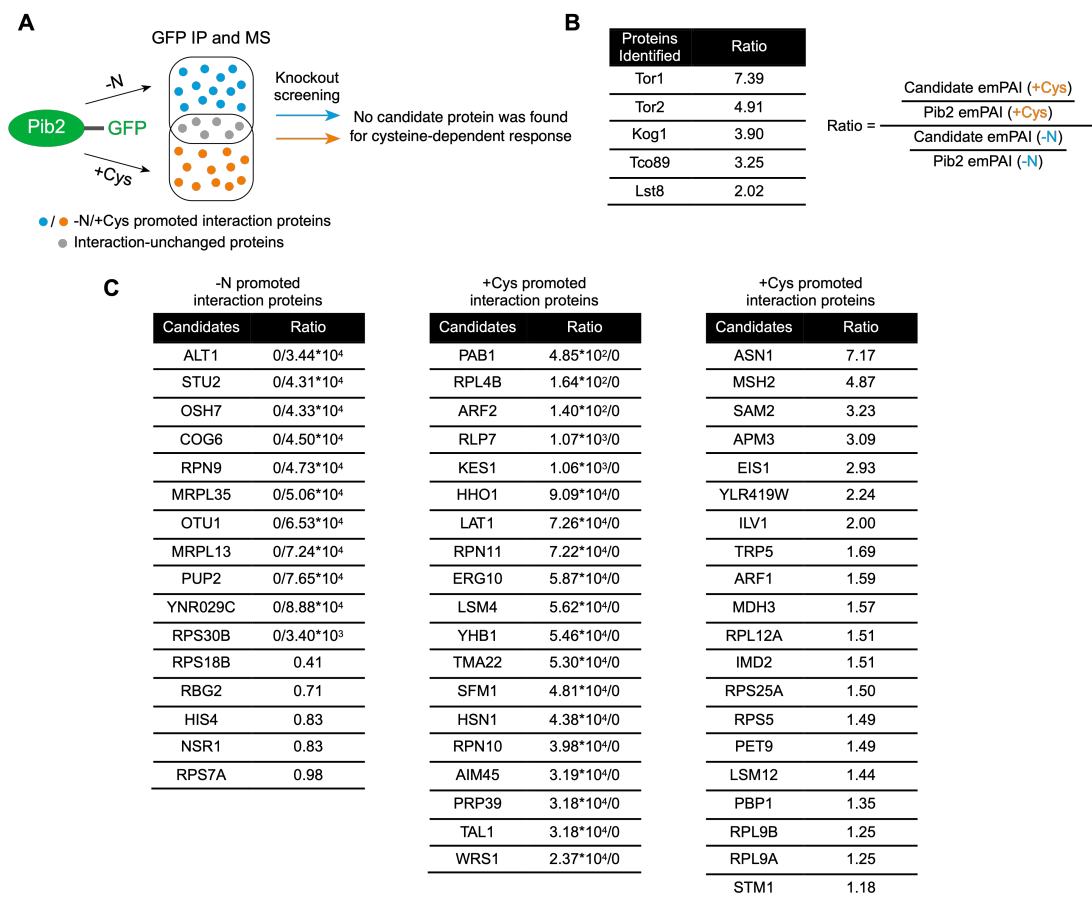 A
GFP IP and MS
-N
Pib2
GFP
+Cys
Knockout
screening
No candidate protein was found
for cysteine-dependent response
/ -N/+Cys promoted interaction proteins
Interaction-unchanged proteins
B
Proteins Identified Ratio
Tor1 7.39
Tor2 4.91
Kog1 3.90
Tco89 3.25
Lst8 2.02
Ratio =
Candidate emPAI (+Cys)
Pib2 emPAI (+Cys)
Candidate emPAI (-N)
Pib2 emPAI (-N)
C
-N promoted
interaction proteins
Candidates Ratio
ALT1 0/3.44*10⁴
STU2 0/4.31*10⁴
OSH7 0/4.33*10⁴
COG6 0/4.50*10⁴
RPN9 0/4.73*10⁴
MRPL35 0/5.06*10⁴
OTU1 0/6.53*10⁴
MRPL13 0/7.24*10⁴
PUP2 0/7.65*10⁴
YNR029C 0/8.88*10⁴
RPS30B 0/3.40*10³
RPS18B 0.41
RBG2 0.71
HIS4 0.83
NSR1 0.83
RPS7A 0.98
+Cys promoted
interaction proteins
Candidates Ratio
PAB1 4.85*10²/0
RPL4B 1.64*10²/0
ARF2 1.40*10²/0
RLP7 1.07*10³/0
KES1 1.06*10³/0
HHO1 9.09*10⁴/0
LAT1 7.26*10⁴/0
RPN11 7.22*10⁴/0
ERG10 5.87*10⁴/0
LSM4 5.62*10⁴/0
YHB1 5.46*10⁴/0
TMA22 5.30*10⁴/0
SFM1 4.81*10⁴/0
HSN1 4.38*10⁴/0
RPN10 3.98*10⁴/0
AIM45 3.19*10⁴/0
PRP39 3.18*10⁴/0
TAL1 3.18*10⁴/0
WRS1 2.37*10⁴/0
+Cys promoted
interaction proteins
Candidates Ratio
ASN1 7.17
MSH2 4.87
SAM2 3.23
APM3 3.09
EIS1 2.93
YLR419W 2.24
ILV1 2.00
TRP5 1.69
ARF1 1.59
MDH3 1.57
RPL12A 1.51
IMD2 1.51
RPS25A 1.50
RPS5 1.49
PET9 1.49
LSM12 1.44
PBP1 1.35
RPL9B 1.25
RPL9A 1.25
STM1 1.18